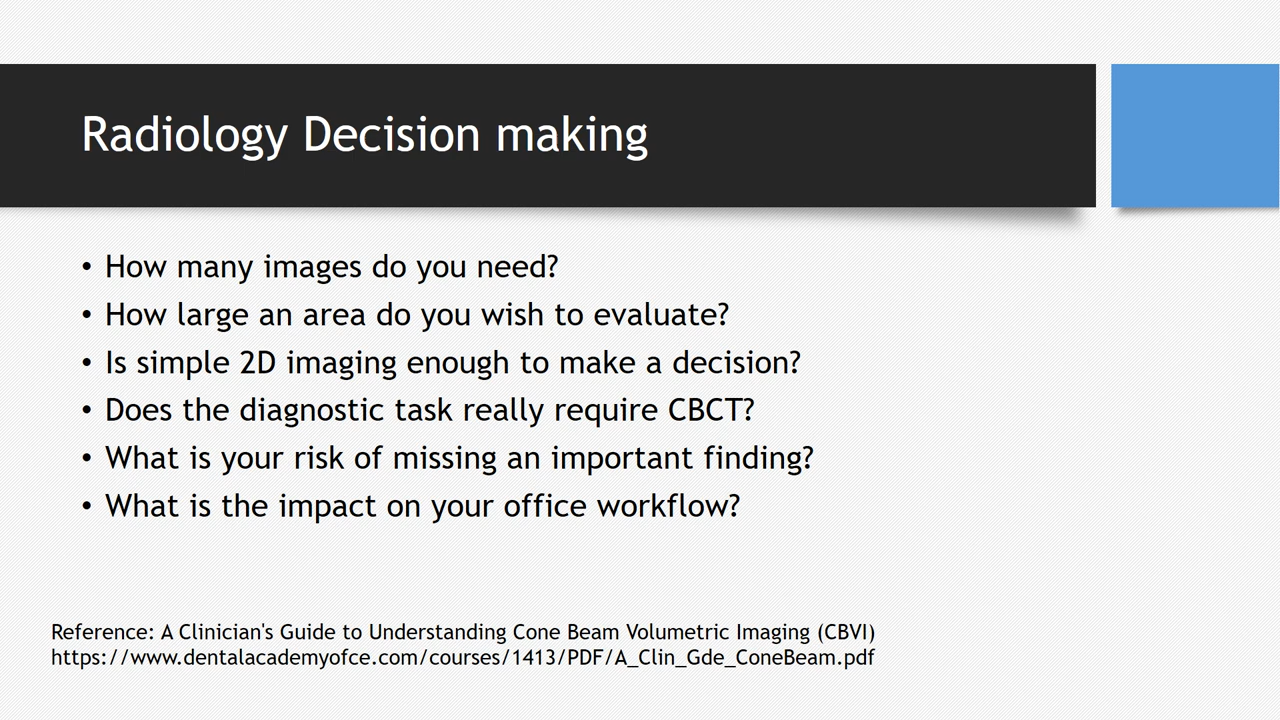 Radiology Decision making
• How many images do you need?
• How large an area do you wish to evaluate?
• Is simple 2D imaging enough to make a decision?
• Does the diagnostic task really require CBCT?
• What is your risk of missing an important finding?
• What is the impact on your office workflow?
Reference: A Clinician's Guide to Understanding Cone Beam Volumetric Imaging (CBVI)
https://www.dentalacademyofce.com/courses/1413/PDF/A_Clin_Gde_ConeBeam.pdf